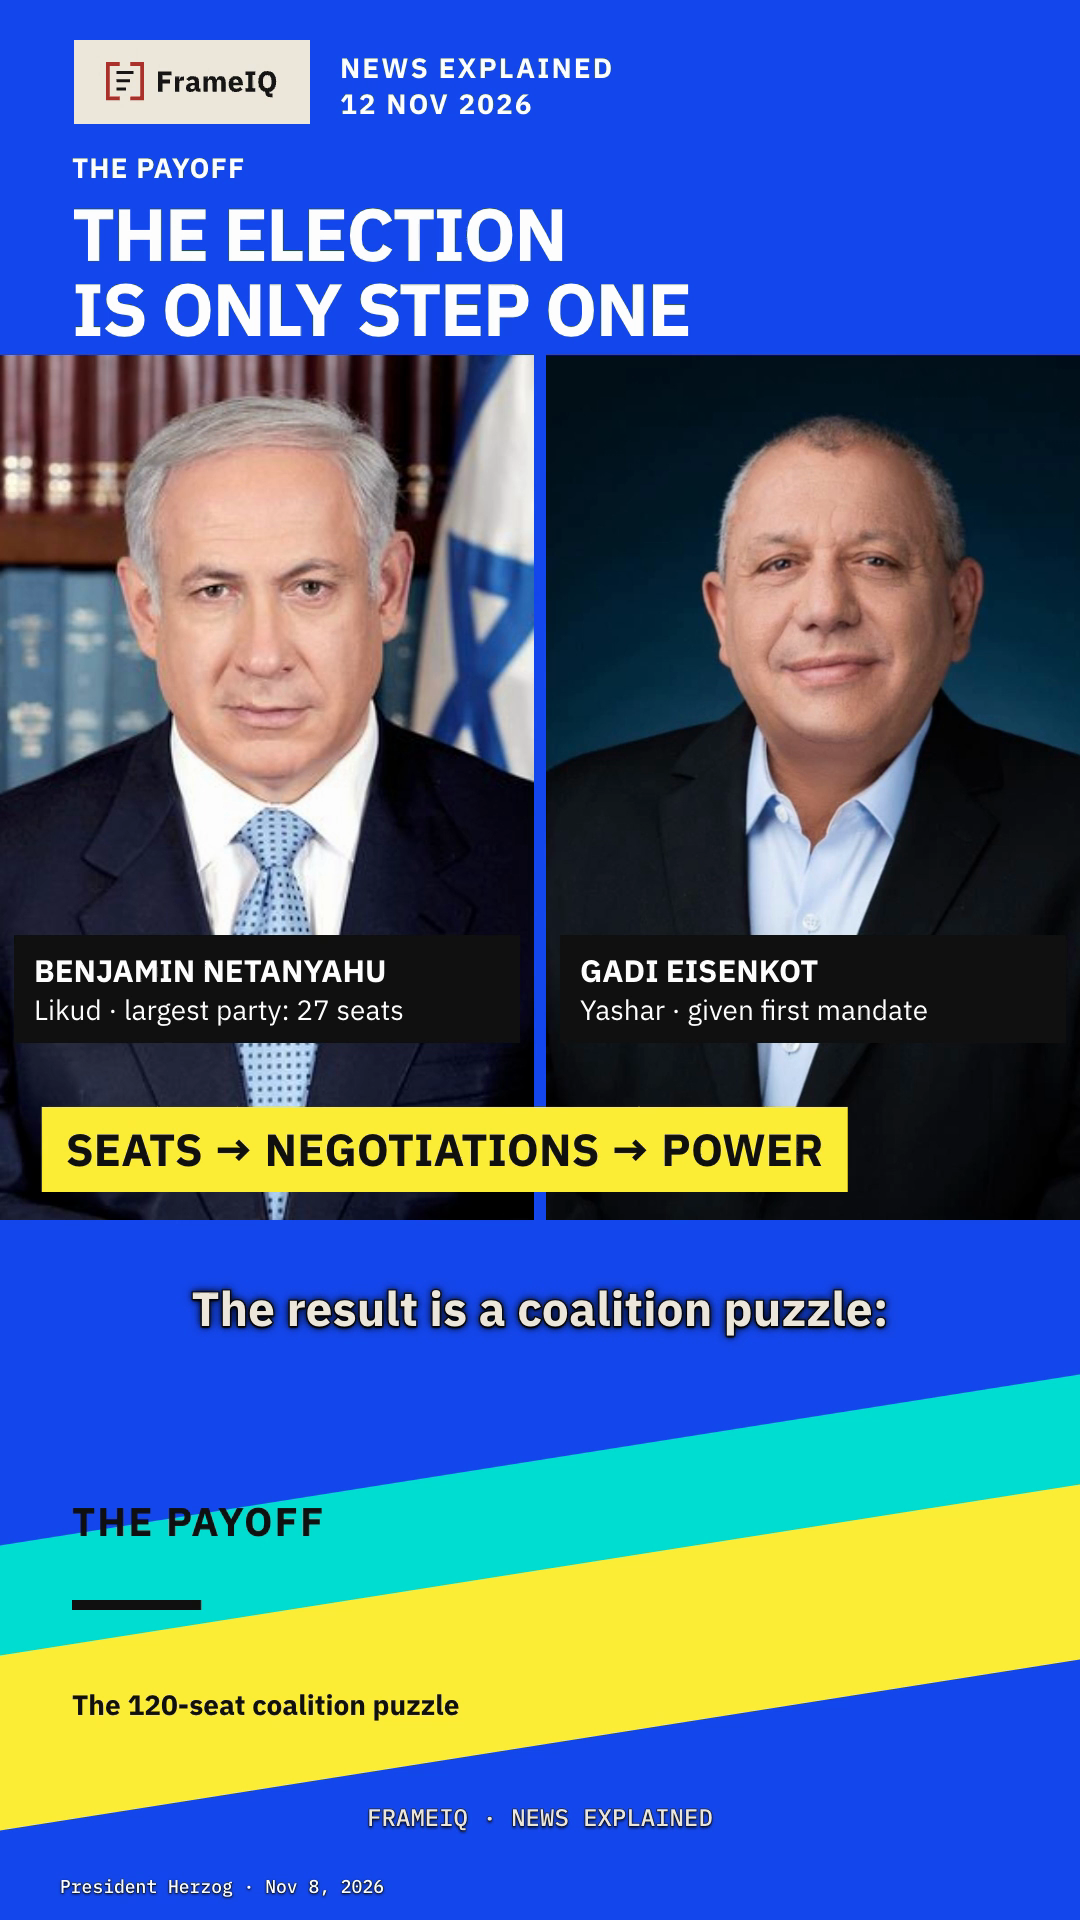 FrameIQ
NEWS EXPLAINED
12 NOV 2026
THE PAYOFF
THE ELECTION
IS ONLY STEP ONE
BENJAMIN NETANYAHU
Likud · largest party: 27 seats
GADI EISENKOT
Yashar · given first mandate
SEATS → NEGOTIATIONS → POWER
The result is a coalition puzzle:
THE PAYOFF
The 120-seat coalition puzzle
FRAMEIQ · NEWS EXPLAINED
President Herzog · Nov 8, 2026